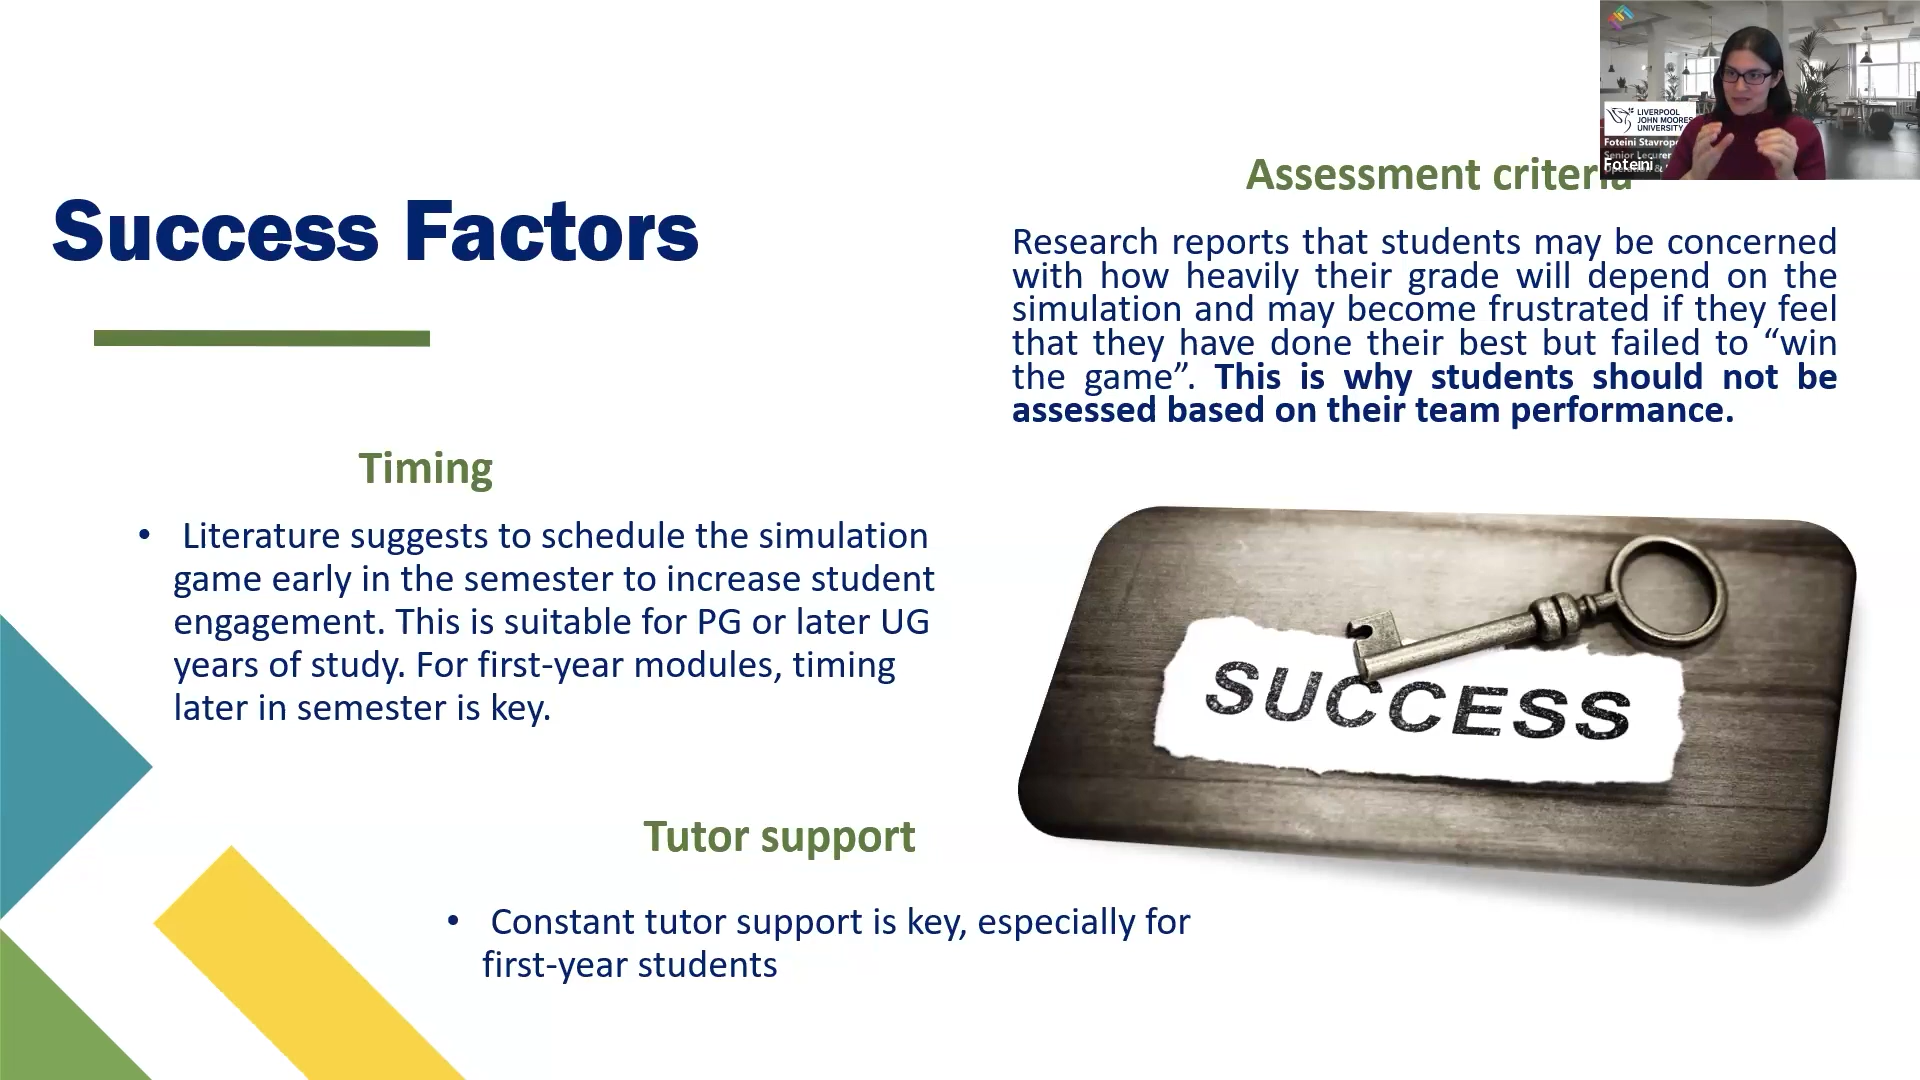 Success Factors
Timing
• Literature suggests to schedule the simulation
game early in the semester to increase student
engagement. This is suitable for PG or later UG
years of study. For first-year modules, timing
later in semester is key.
Tutor support
• Constant tutor support is key, especially for
first-year students
Assessment criteria
Research reports that students may be concerned
with how heavily their grade will depend on the
simulation and may become frustrated if they feel
that they have done their best but failed to “win
the game”. This is why students should not be
assessed based on their team performance.
SUCCESS
LIVERPOOL
JOHN MOORES
UNIVERSITY
Foteini Stavrop
Foteini